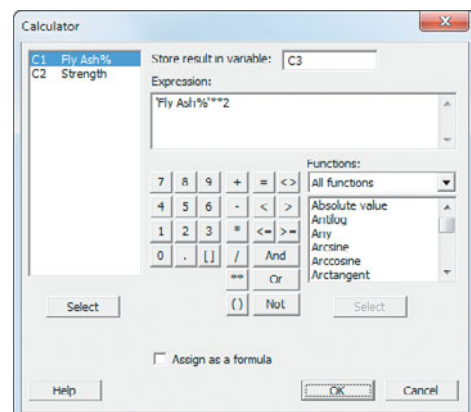 Calculator
C1 Fly Ash%
C2 Strength
Store result in variable: C3
Expression:
'Fly Ash%'**2
Functions:
All functions
7 8 9 + = <>
4 5 6 - < >
1 2 3 * <= >=
0 . [] / And
** Or
() Not
Absolute value
Antilog
Any
Arcsine
Arccosine
Arctangent
Select
Select
Assign as a formula
Help
OK
Cancel